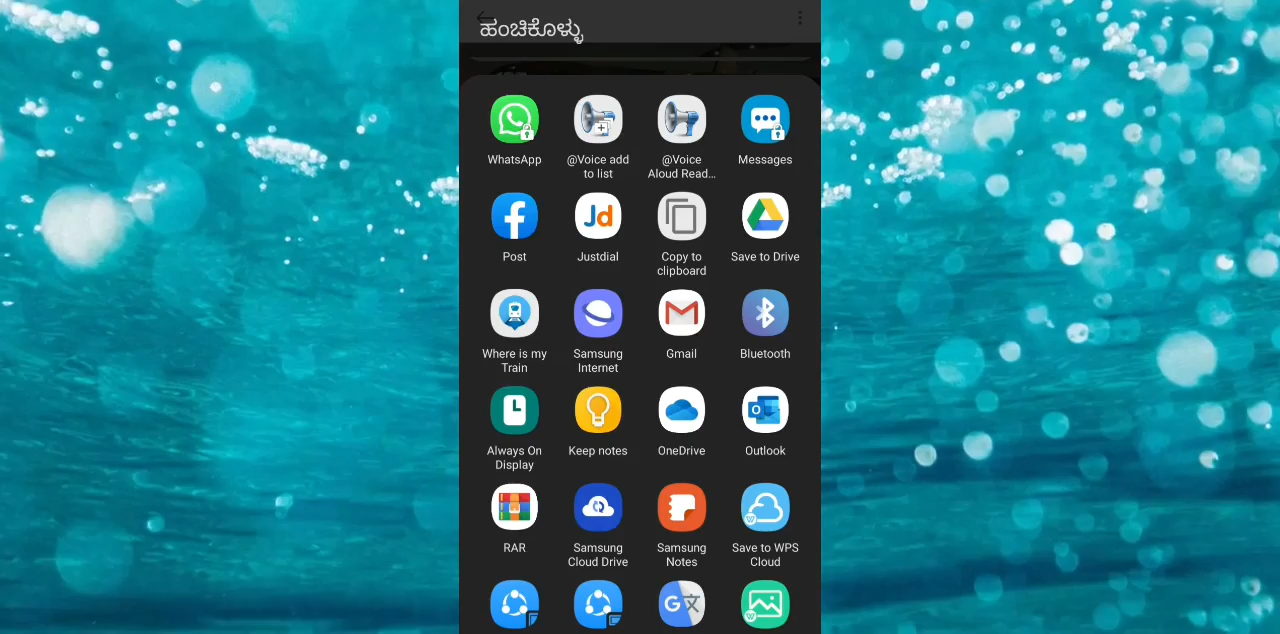 ಹಂಚಿಕೊಳ್ಳು
WhatsApp
@Voice add
to list
@Voice
Aloud Read...
Messages
Post
Jd
Justdial
Copy to
clipboard
Save to Drive
Where is my
Train
Samsung
Internet
Gmail
Bluetooth
Always On
Display
Keep notes
OneDrive
Outlook
RAR
Samsung
Cloud Drive
Samsung
Notes
Save to WPS
Cloud